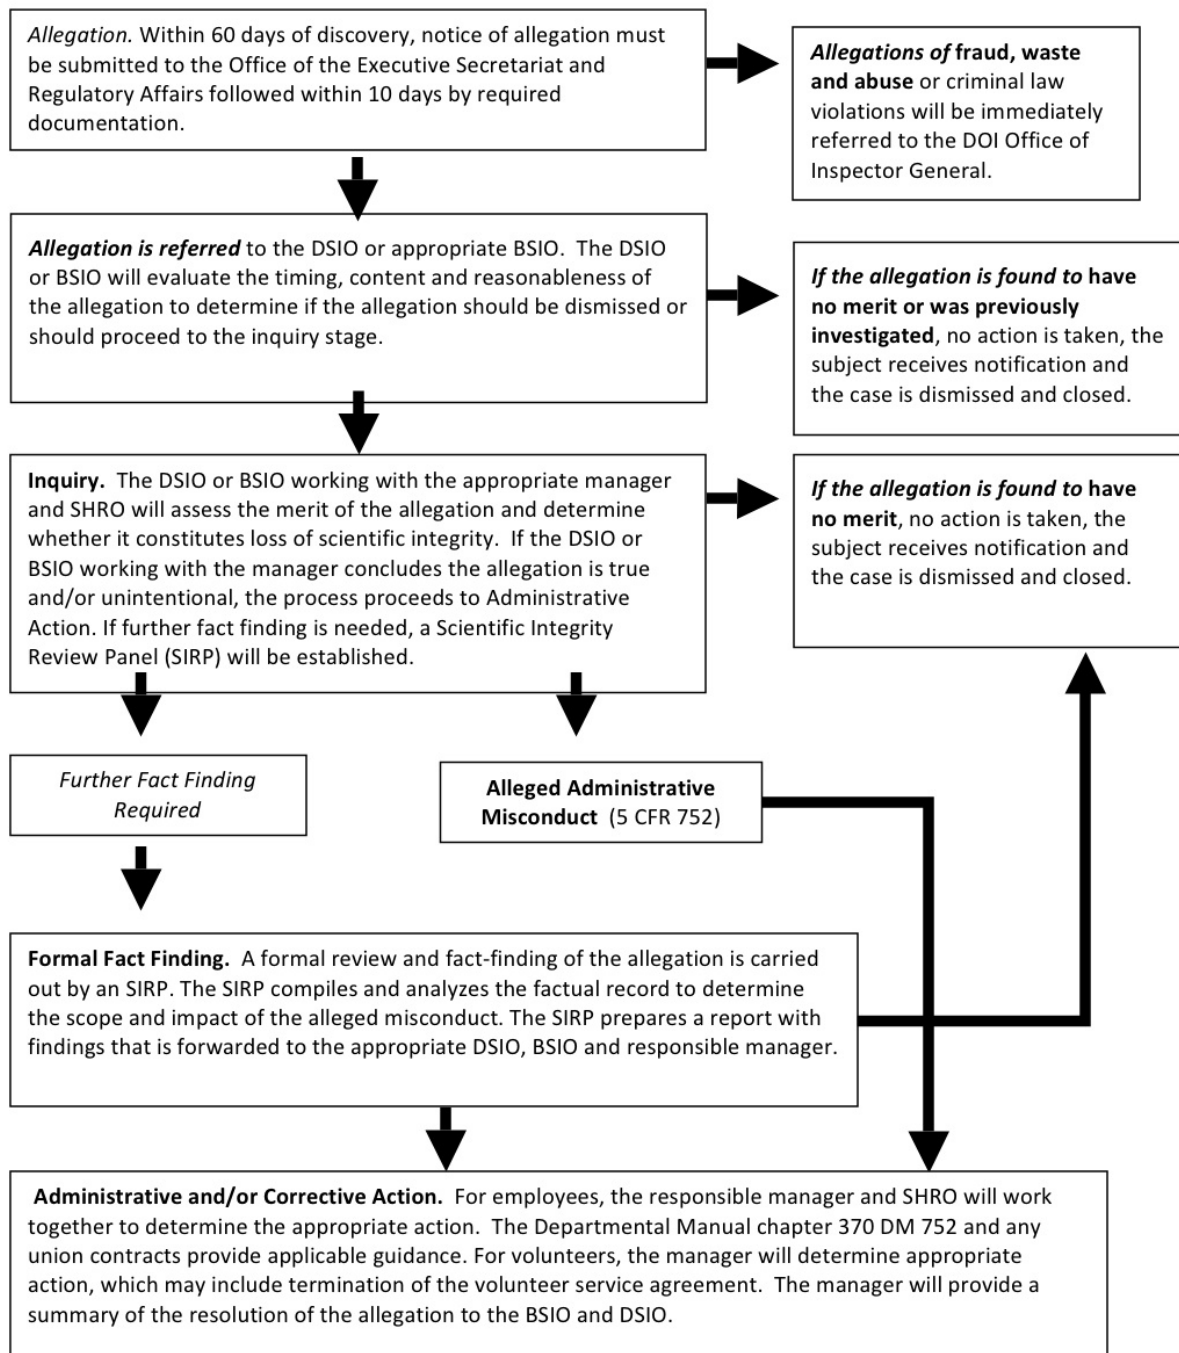 Allegation. Within 60 days of discovery, notice of allegation must
be submitted to the Office of the Executive Secretariat and
Regulatory Affairs followed within 10 days by required
documentation.
Allegations of fraud, waste
and abuse or criminal law
violations will be immediately
referred to the DOI Office of
Inspector General.
Allegation is referred to the DSIO or appropriate BSIO.  The DSIO
or BSIO will evaluate the timing, content and reasonableness of
the allegation to determine if the allegation should be dismissed or
should proceed to the inquiry stage.
If the allegation is found to have
no merit or was previously
investigated, no action is taken, the
subject receives notification and
the case is dismissed and closed.
Inquiry.  The DSIO or BSIO working with the appropriate manager
and SHRO will assess the merit of the allegation and determine
whether it constitutes loss of scientific integrity.  If the DSIO or
BSIO working with the manager concludes the allegation is true
and/or unintentional, the process proceeds to Administrative
Action. If further fact finding is needed, a Scientific Integrity
Review Panel (SIRP) will be established.
If the allegation is found to have
no merit, no action is taken, the
subject receives notification and
the case is dismissed and closed.
Further Fact Finding
Required
Alleged Administrative
Misconduct  (5 CFR 752)
Formal Fact Finding.  A formal review and fact-finding of the allegation is carried
out by an SIRP. The SIRP compiles and analyzes the factual record to determine
the scope and impact of the alleged misconduct. The SIRP prepares a report with
findings that is forwarded to the appropriate DSIO, BSIO and responsible manager.
Administrative and/or Corrective Action.  For employees, the responsible manager and SHRO will work
together to determine the appropriate action.  The Departmental Manual chapter 370 DM 752 and any
union contracts provide applicable guidance. For volunteers, the manager will determine appropriate
action, which may include termination of the volunteer service agreement.  The manager will provide a
summary of the resolution of the allegation to the BSIO and DSIO.